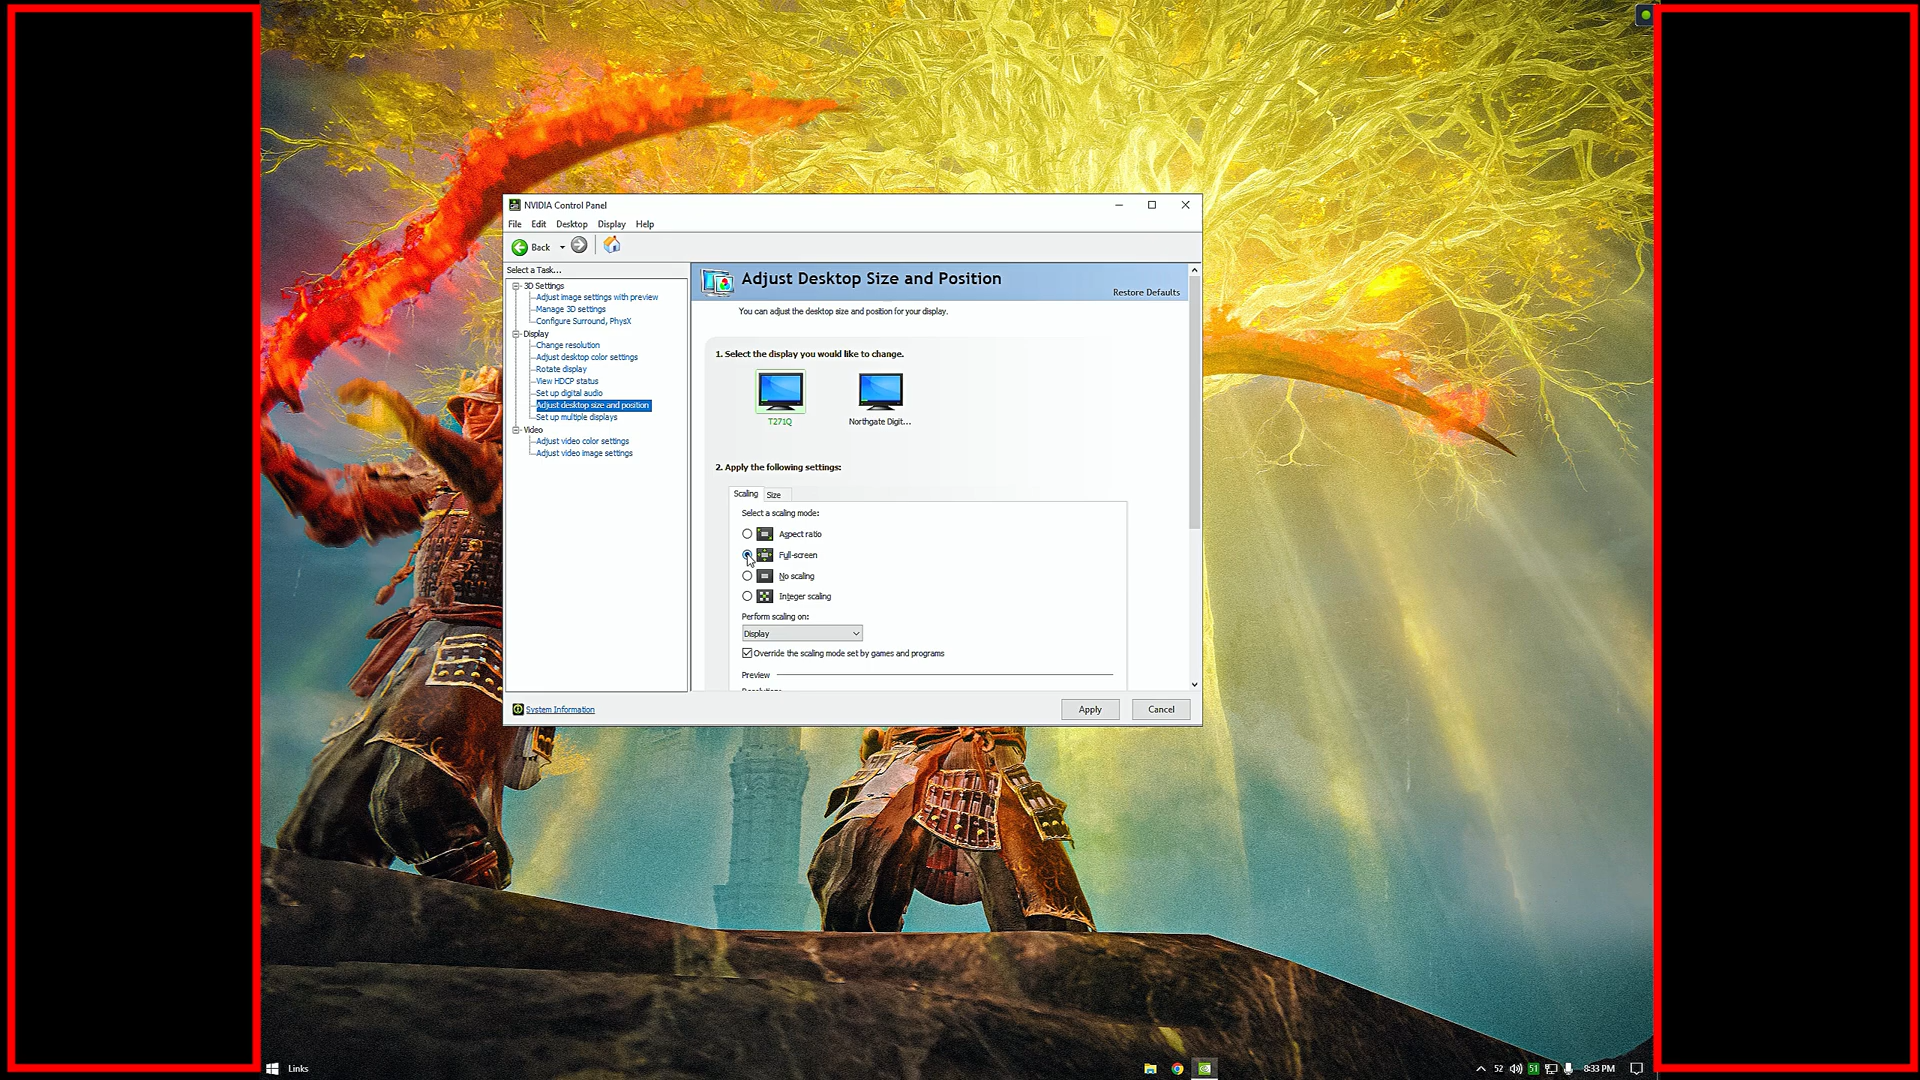 NVIDIA Control Panel
File Edit Desktop Display Help
Back
Select a Task...
3D Settings
Adjust image settings with preview
Manage 3D settings
Configure Surround, PhysX
Display
Change resolution
Adjust desktop color settings
Rotate display
View HDCP status
Set up digital audio
Adjust desktop size and position
Set up multiple displays
Video
Adjust video color settings
Adjust video image settings
System Information
Adjust Desktop Size and Position
Restore Defaults
You can adjust the desktop size and position for your display.
1. Select the display you would like to change.
T271Q Northgate Digit...
2. Apply the following settings:
Scaling Size
Select a scaling mode:
Aspect ratio
Full-screen
No scaling
Integer scaling
Perform scaling on:
Display
Override the scaling mode set by games and programs
Preview
Apply Cancel
Links 52 51 8:33 PM